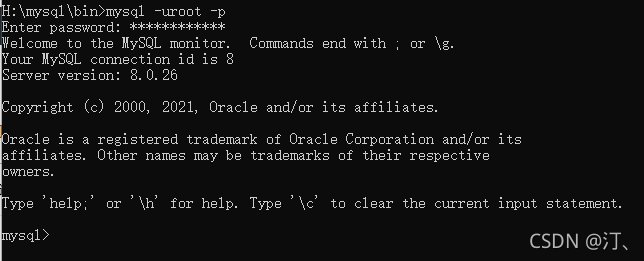 H:\mysql\bin>mysql -uroot -p
Enter password: ************
Welcome to the MySQL monitor.  Commands end with ; or \g.
Your MySQL connection id is 8
Server version: 8.0.26

Copyright (c) 2000, 2021, Oracle and/or its affiliates.

Oracle is a registered trademark of Oracle Corporation and/or its
affiliates. Other names may be trademarks of their respective
owners.

Type 'help;' or '\h' for help. Type '\c' to clear the current input statement.

mysql>
CSDN @汀、